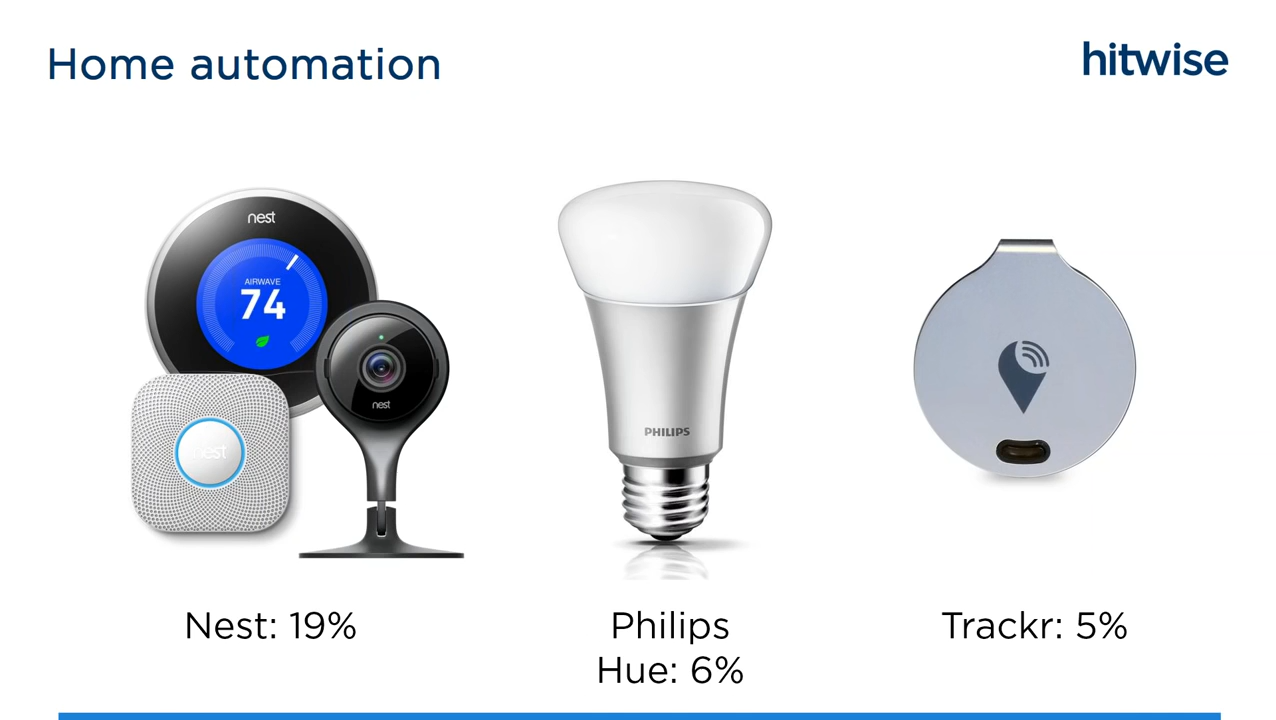 Home automation
hitwise
nest
AIRWAVE
74
nest
nest
PHILIPS
Nest: 19%
Philips
Hue: 6%
Trackr: 5%